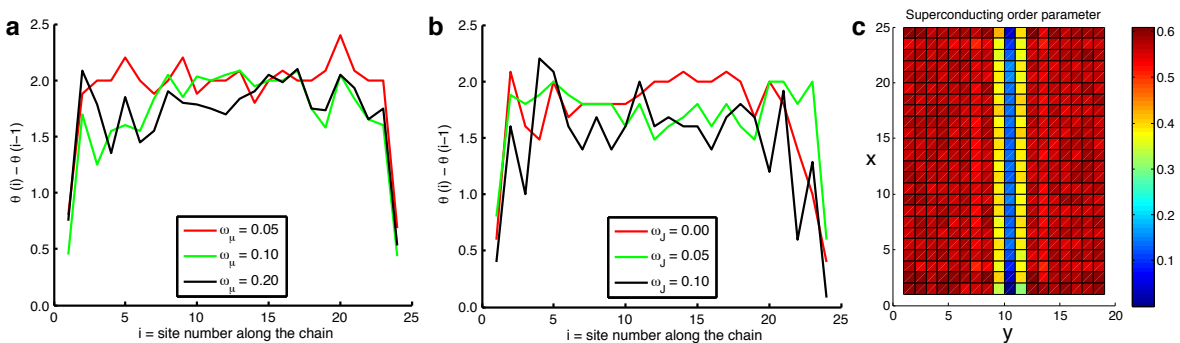 a
2.5
2.0
1.5
1.0
0.5
0.0
θ (i) − θ (i−1)
ω_μ = 0.05
ω_μ = 0.10
ω_μ = 0.20
0 5 10 15 20 25
i = site number along the chain
b
2.5
2.0
1.5
1.0
0.5
0.0
θ (i) − θ (i−1)
ω_J = 0.00
ω_J = 0.05
ω_J = 0.10
0 5 10 15 20 25
i = site number along the chain
c
Superconducting order parameter
25
20
15
10
5
0
x
0 5 10 15 20
y
0.6
0.5
0.4
0.3
0.2
0.1